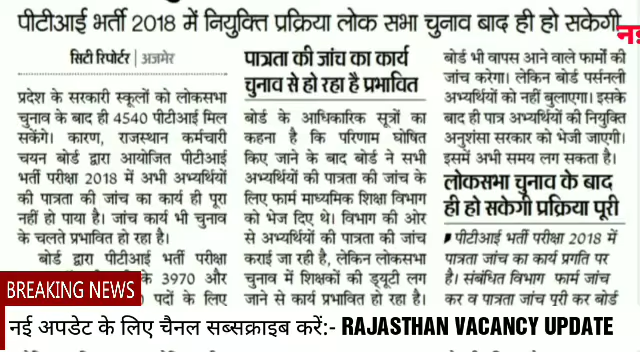 पीटीआई भर्ती 2018 में नियुक्ति प्रक्रिया लोक सभा चुनाव बाद ही हो सकेगी
सिटी रिपोर्टर | अजमेर
प्रदेश के सरकारी स्कूलों को लोकसभा
चुनाव के बाद ही 4540 पीटीआई मिल
सकेंगे। कारण, राजस्थान कर्मचारी
चयन बोर्ड द्वारा आयोजित पीटीआई
भर्ती परीक्षा 2018 में अभी अभ्यर्थियों
की पात्रता की जांच का कार्य ही पूरा
नहीं हो पाया है। जांच कार्य भी चुनाव
के चलते प्रभावित हो रहा है।
बोर्ड द्वारा पीटीआई भर्ती परीक्षा
के 3970 और
पदों के लिए
पात्रता की जांच का कार्य
चुनाव से हो रहा है प्रभावित
बोर्ड के आधिकारिक सूत्रों का
कहना है कि परिणाम घोषित
किए जाने के बाद बोर्ड ने सभी
अभ्यर्थियों की पात्रता की जांच के
लिए फार्म माध्यमिक शिक्षा विभाग
को भेज दिए थे। विभाग की ओर
से अभ्यर्थियों की पात्रता की जांच
कराई जा रही है, लेकिन लोकसभा
चुनाव में शिक्षकों की ड्यूटी लग
जाने से कार्य प्रभावित हो रहा है।
बोर्ड भी वापस आने वाले फार्मों की
जांच करेगा। लेकिन बोर्ड पर्सनली
अभ्यर्थियों को नहीं बुलाएगा। इसके
बाद ही पात्र अभ्यर्थियों की नियुक्ति
अनुशंसा सरकार को भेजी जाएगी।
इसमें अभी समय लग सकता है।
लोकसभा चुनाव के बाद
ही हो सकेगी प्रक्रिया पूरी
पीटीआई भर्ती परीक्षा 2018 में
पात्रता जांच का कार्य प्रगति पर
है। संबंधित विभाग फार्म जांच
कर व पात्रता जांच पूरी कर बोर्ड
BREAKING NEWS
नई अपडेट के लिए चैनल सब्सक्राइब करें:- RAJASTHAN VACANCY UPDATE